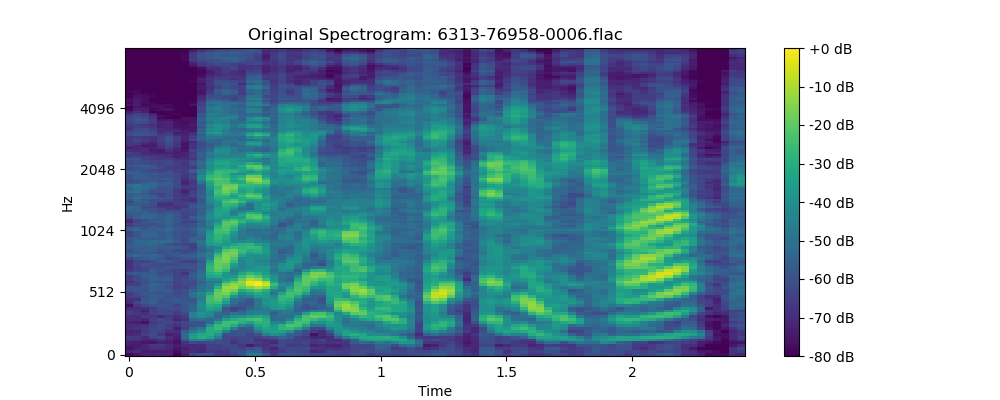 Original Spectrogram: 6313-76958-0006.flac
Hz
4096
2048
1024
512
0
0
0.5
1
1.5
2
Time
+0 dB
-10 dB
-20 dB
-30 dB
-40 dB
-50 dB
-60 dB
-70 dB
-80 dB